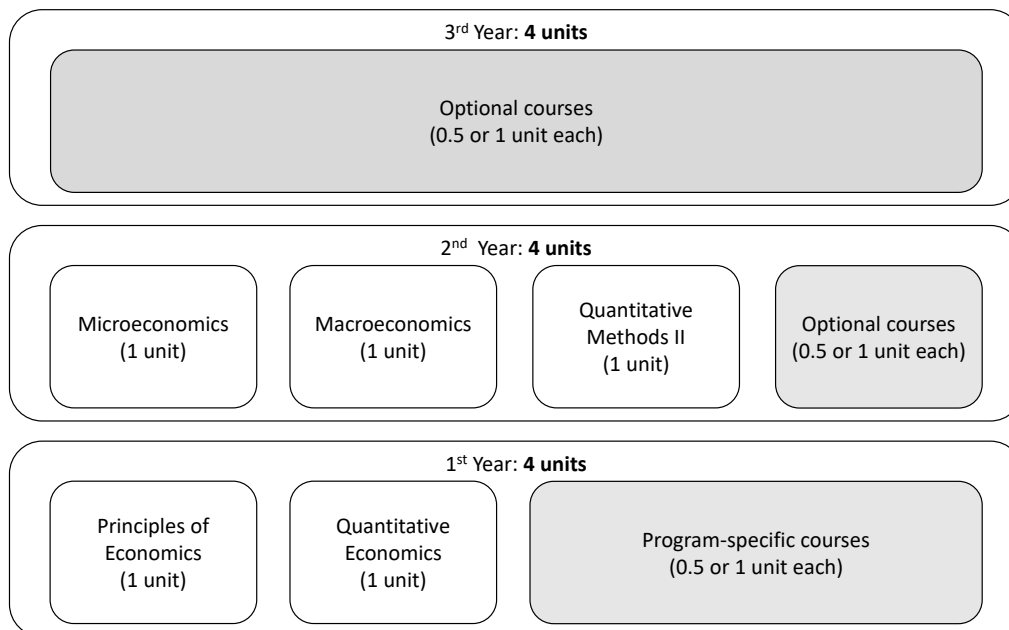 3rd Year: 4 units
Optional courses
(0.5 or 1 unit each)
2nd Year: 4 units
Microeconomics
(1 unit)
Macroeconomics
(1 unit)
Quantitative
Methods II
(1 unit)
Optional courses
(0.5 or 1 unit each)
1st Year: 4 units
Principles of
Economics
(1 unit)
Quantitative
Economics
(1 unit)
Program-specific courses
(0.5 or 1 unit each)